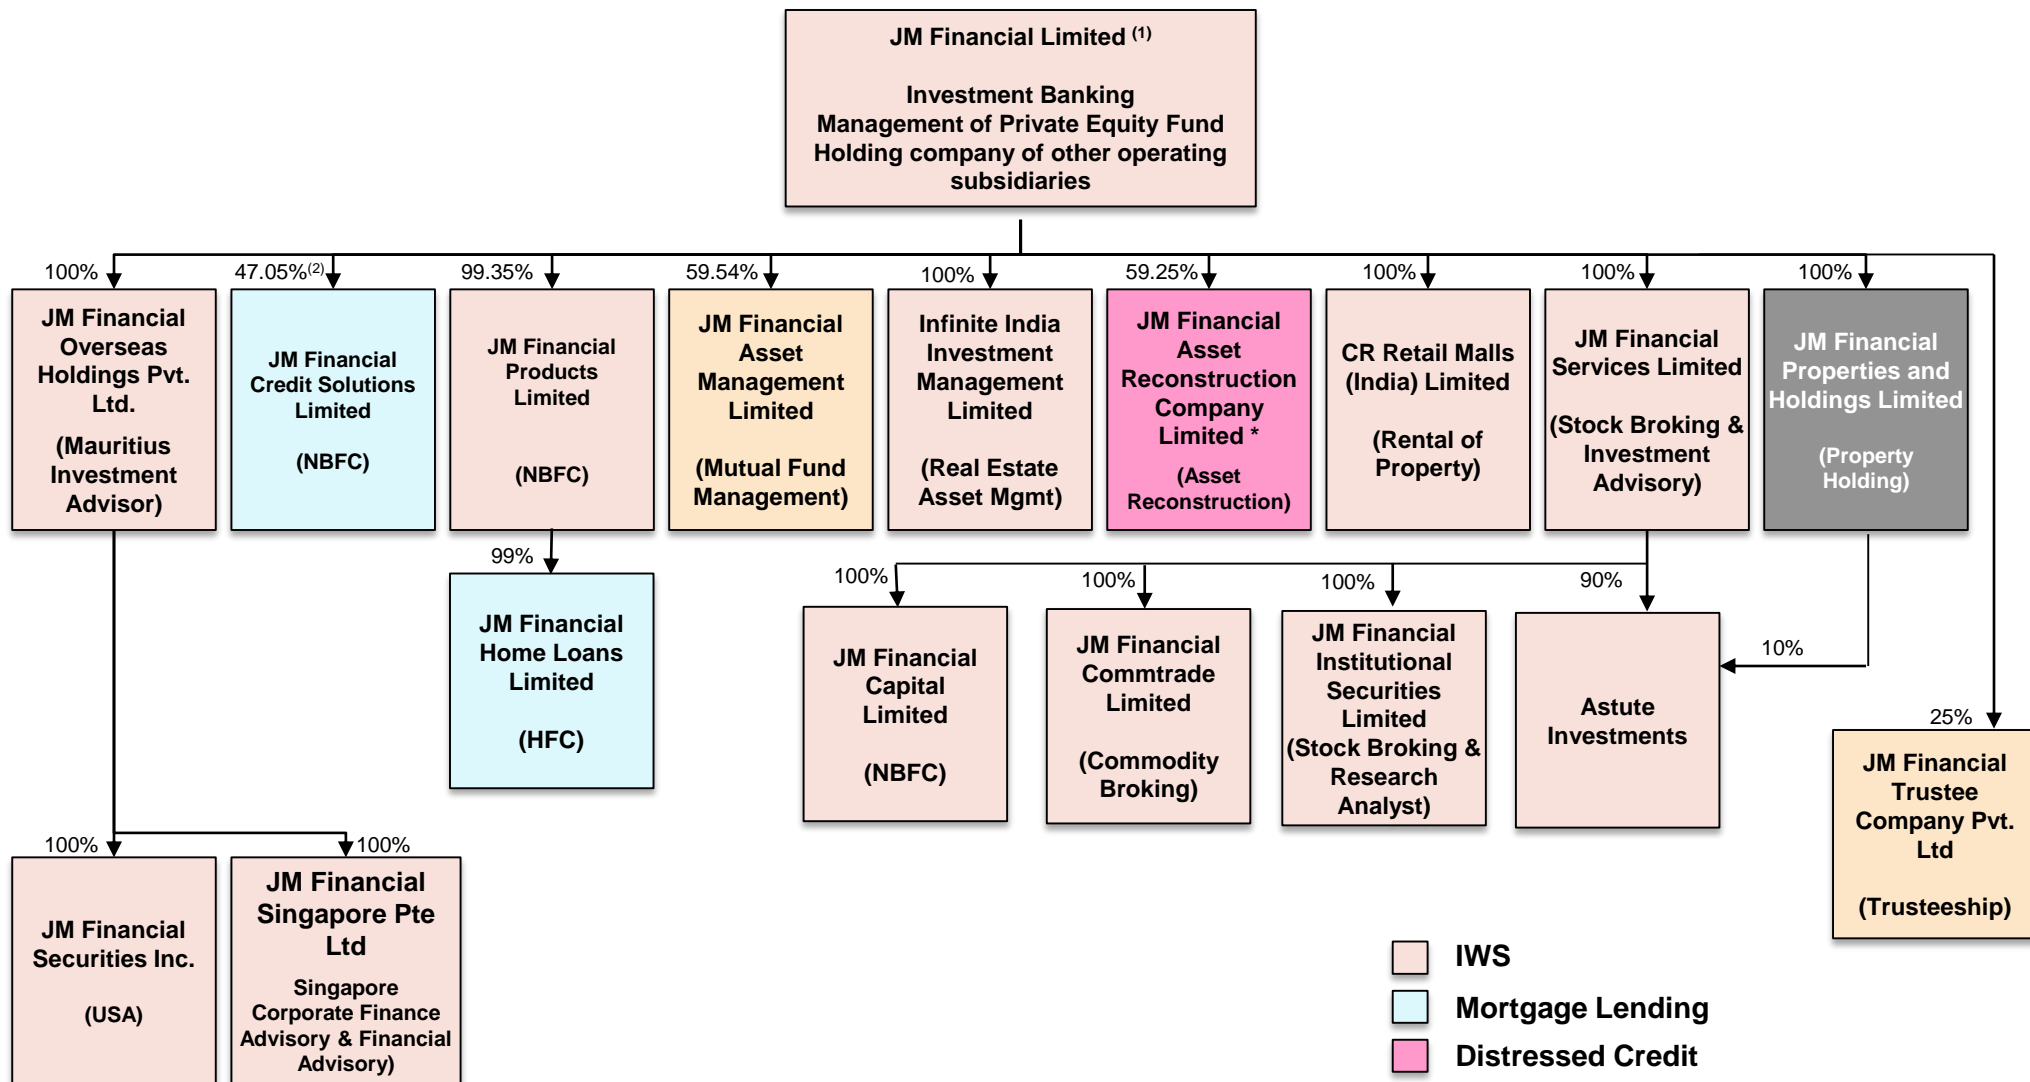 JM Financial Limited (1)
Investment Banking
Management of Private Equity Fund
Holding company of other operating
subsidiaries
100%
47.05%(2)
99.35%
59.54%
100%
59.25%
100%
100%
100%
JM Financial
Overseas
Holdings Pvt.
Ltd.
(Mauritius
Investment
Advisor)
JM Financial
Credit Solutions
Limited
(NBFC)
JM Financial
Products
Limited
(NBFC)
JM Financial
Asset
Management
Limited
(Mutual Fund
Management)
Infinite India
Investment
Management
Limited
(Real Estate
Asset Mgmt)
JM Financial
Asset
Reconstruction
Company
Limited *
(Asset
Reconstruction)
CR Retail Malls
(India) Limited
(Rental of
Property)
JM Financial
Services Limited
(Stock Broking &
Investment
Advisory)
JM Financial
Properties and
Holdings Limited
(Property
Holding)
99%
JM Financial
Home Loans
Limited
(HFC)
100%
100%
100%
90%
JM Financial
Capital
Limited
(NBFC)
JM Financial
Commtrade
Limited
(Commodity
Broking)
JM Financial
Institutional
Securities
Limited
(Stock Broking &
Research
Analyst)
Astute
Investments
10%
25%
JM Financial
Trustee
Company Pvt.
Ltd
(Trusteeship)
100%
100%
JM Financial
Securities Inc.
(USA)
JM Financial
Singapore Pte
Ltd
Singapore
Corporate Finance
Advisory & Financial
Advisory)
IWS
Mortgage Lending
Distressed Credit